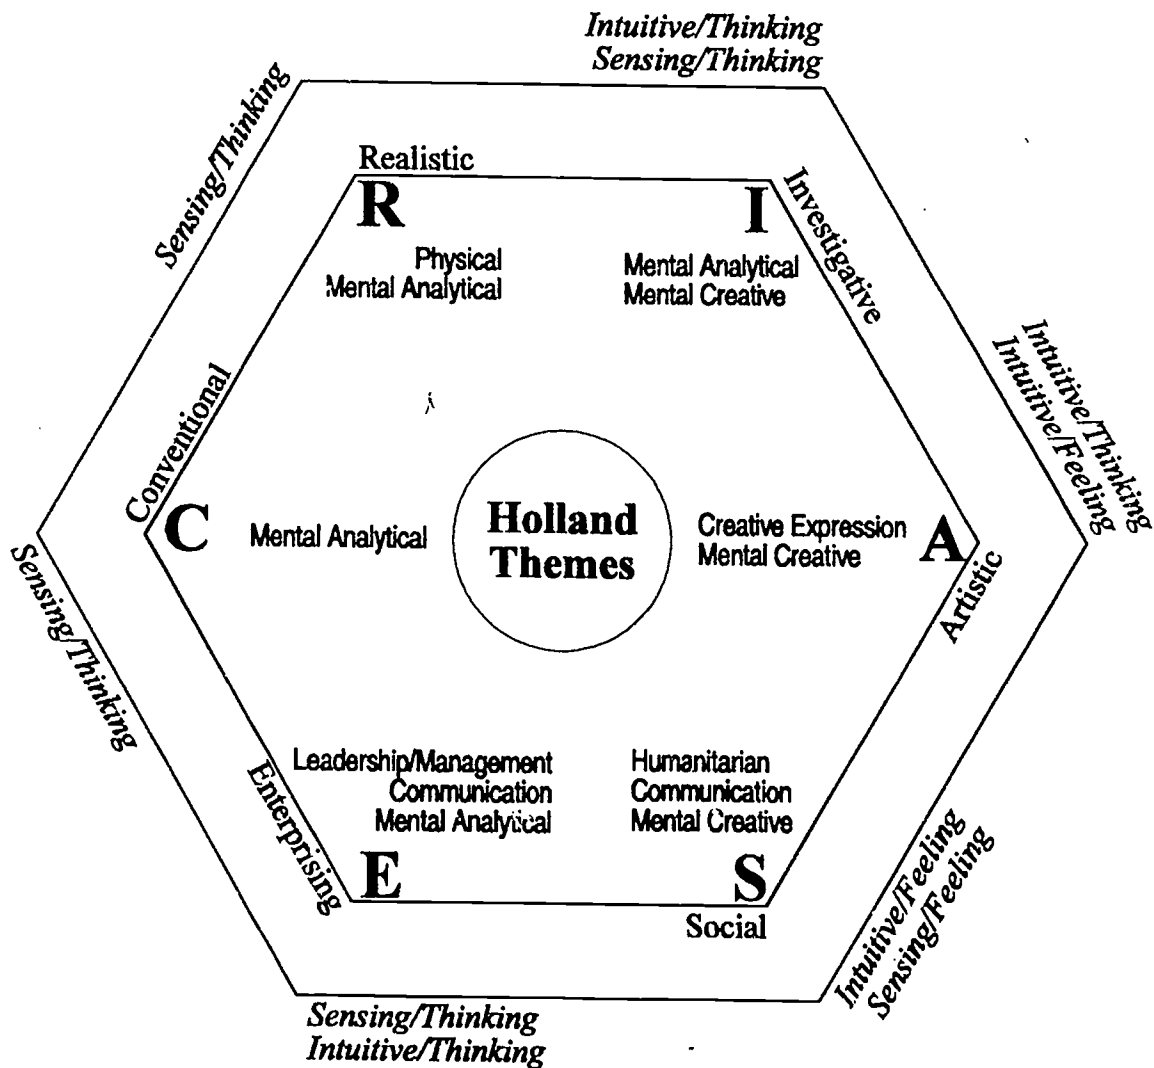 Intuitive/Thinking
Sensing/Thinking
Sensing/Thinking
Realistic
R
Physical
Mental Analytical
I
Investigative
Mental Analytical
Mental Creative
Intuitive/Thinking
Intuitive/Feeling
Conventional
C
Mental Analytical
Holland
Themes
Creative Expression
Mental Creative
A
Artistic
Sensing/Thinking
Enterprising
Leadership/Management
Communication
Mental Analytical
E
Humanitarian
Communication
Mental Creative
S
Social
Intuitive/Feeling
Sensing/Feeling
Sensing/Thinking
Intuitive/Thinking